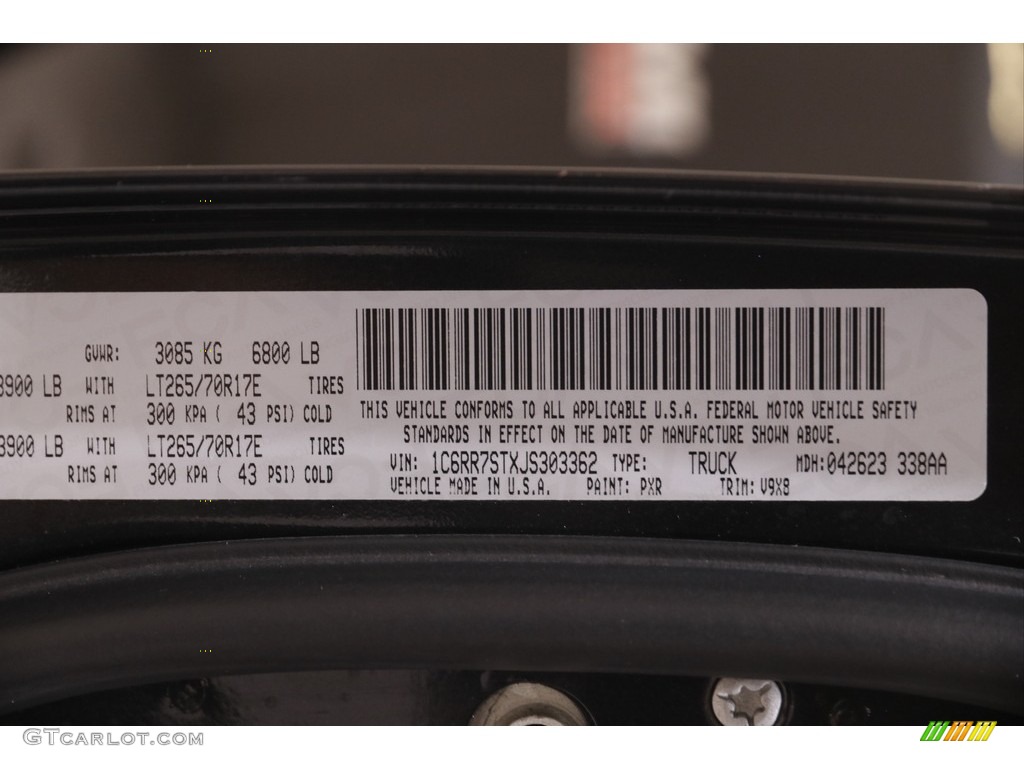 GVWR: 3085 KG 6800 LB
3900 LB WITH LT265/70R17E TIRES
RIMS AT 300 KPA ( 43 PSI) COLD
3900 LB WITH LT265/70R17E TIRES
RIMS AT 300 KPA ( 43 PSI) COLD
THIS VEHICLE CONFORMS TO ALL APPLICABLE U.S.A. FEDERAL MOTOR VEHICLE SAFETY
STANDARDS IN EFFECT ON THE DATE OF MANUFACTURE SHOWN ABOVE.
VIN: 1C6RR7STXJS303362 TYPE: TRUCK MDH:042623 338AA
VEHICLE MADE IN U.S.A. PAINT: PXR TRIM: V9X8
GTCARLOT.COM